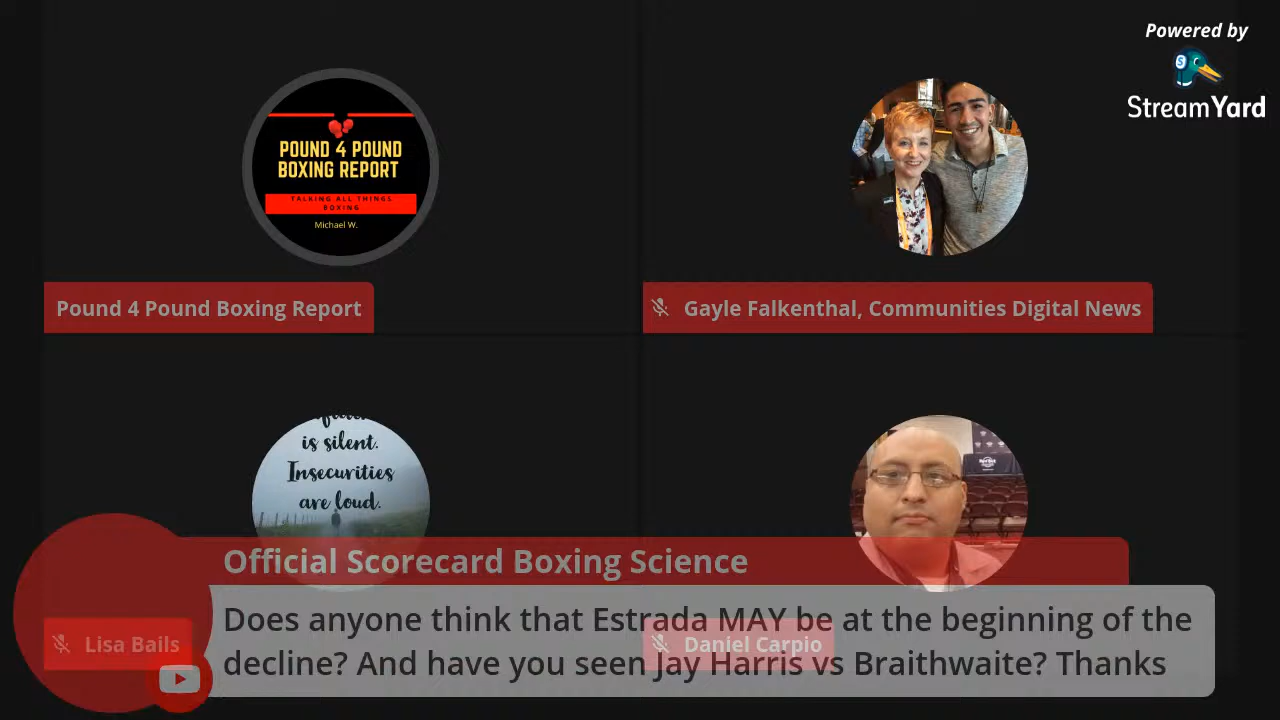 Powered by
StreamYard
POUND 4 POUND
BOXING REPORT
TALKING ALL THINGS
BOXING
Michael W.
Pound 4 Pound Boxing Report
Gayle Falkenthal, Communities Digital News
is silent.
Insecurities
are loud.
Official Scorecard Boxing Science
Does anyone think that Estrada MAY be at the beginning of the
decline? And have you seen Jay Harris vs Braithwaite? Thanks
Lisa Bails
Daniel Carpio